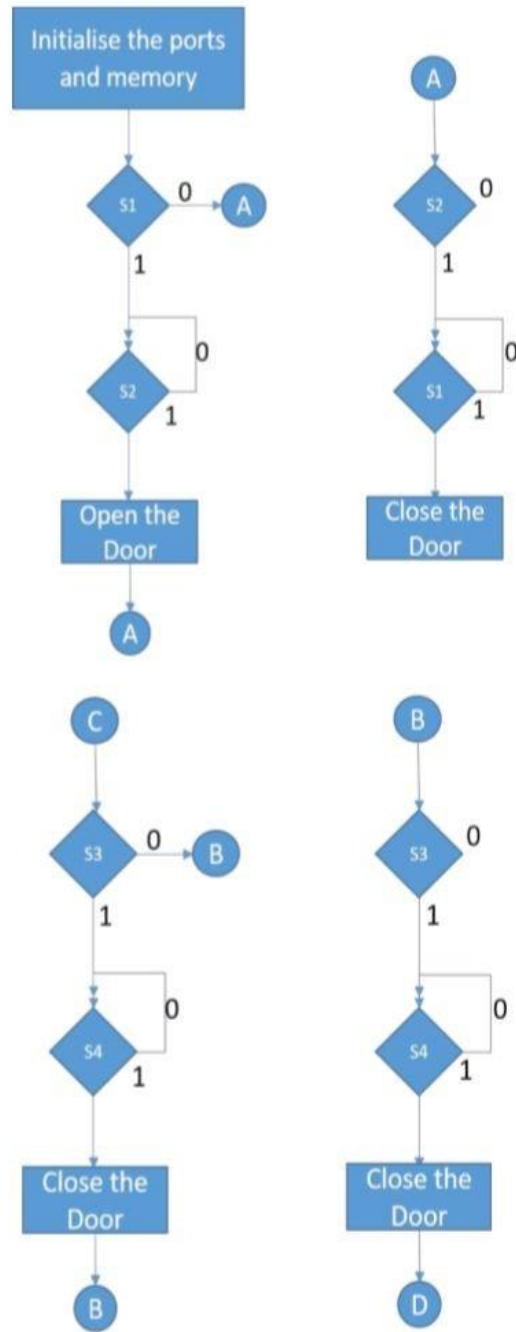 Initialise the ports
and memory
S1
0
A
1
S2
0
1
Open the
Door
A
A
S2
0
1
S1
0
1
Close the
Door
C
S3
0
B
1
S4
0
1
Close the
Door
B
B
S3
0
1
S4
0
1
Close the
Door
D